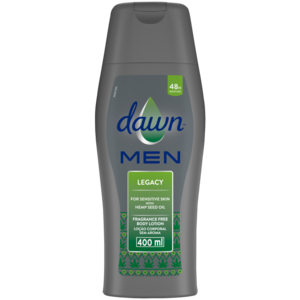 48H
dawn
MEN
LEGACY
FOR SENSITIVE SKIN
WITH
HEMP SEED OIL
FRAGRANCE FREE
BODY LOTION
LOÇÃO CORPORAL
SEM AROMA
400 ml